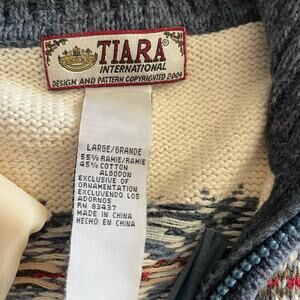 TIARA
INTERNATIONAL
DESIGN AND PATTERN COPYRIGHTED 2004
LARGE/GRANDE
55% RAMIE/RAMIE
45% COTTON
ALGODON
EXCLUSIVE OF
ORNAMENTATION
EXCLUVENDO LOS
ADORNOS
RN 83437
MADE IN CHINA
HECHO EN CHINA